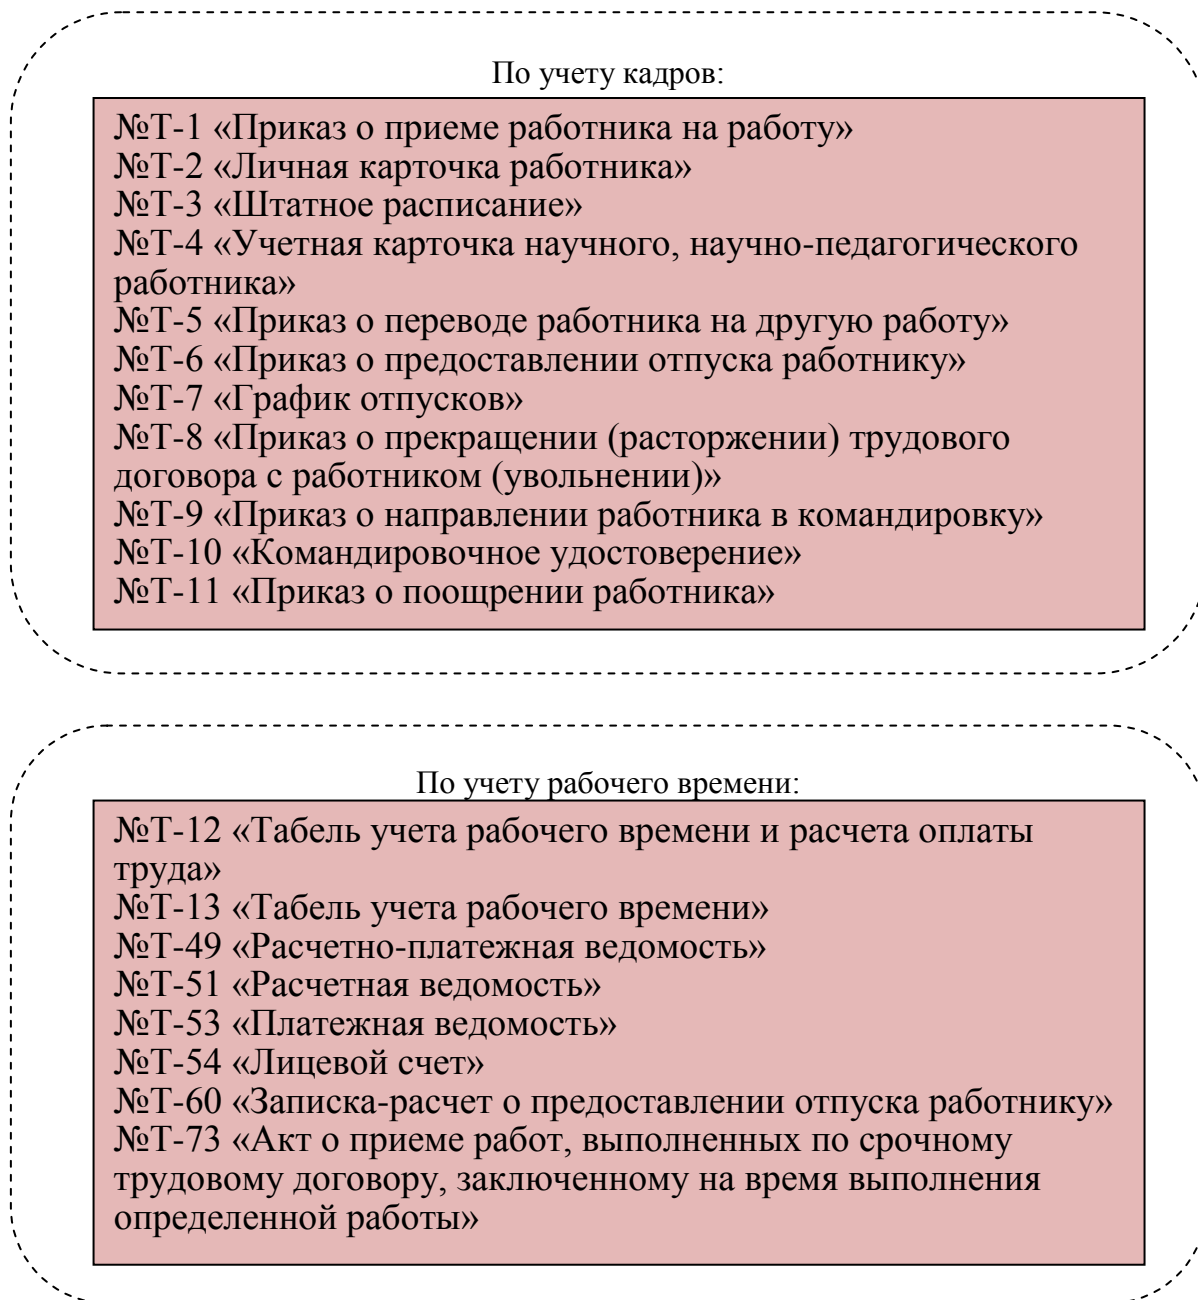 По учету кадров:
№Т-1 «Приказ о приеме работника на работу»
№Т-2 «Личная карточка работника»
№Т-3 «Штатное расписание»
№Т-4 «Учетная карточка научного, научно-педагогического
работника»
№Т-5 «Приказ о переводе работника на другую работу»
№Т-6 «Приказ о предоставлении отпуска работнику»
№Т-7 «График отпусков»
№Т-8 «Приказ о прекращении (расторжении) трудового
договора с работником (увольнении)»
№Т-9 «Приказ о направлении работника в командировку»
№Т-10 «Командировочное удостоверение»
№Т-11 «Приказ о поощрении работника»
По учету рабочего времени:
№Т-12 «Табель учета рабочего времени и расчета оплаты
труда»
№Т-13 «Табель учета рабочего времени»
№Т-49 «Расчетно-платежная ведомость»
№Т-51 «Расчетная ведомость»
№Т-53 «Платежная ведомость»
№Т-54 «Лицевой счет»
№Т-60 «Записка-расчет о предоставлении отпуска работнику»
№Т-73 «Акт о приеме работ, выполненных по срочному
трудовому договору, заключенному на время выполнения
определенной работы»